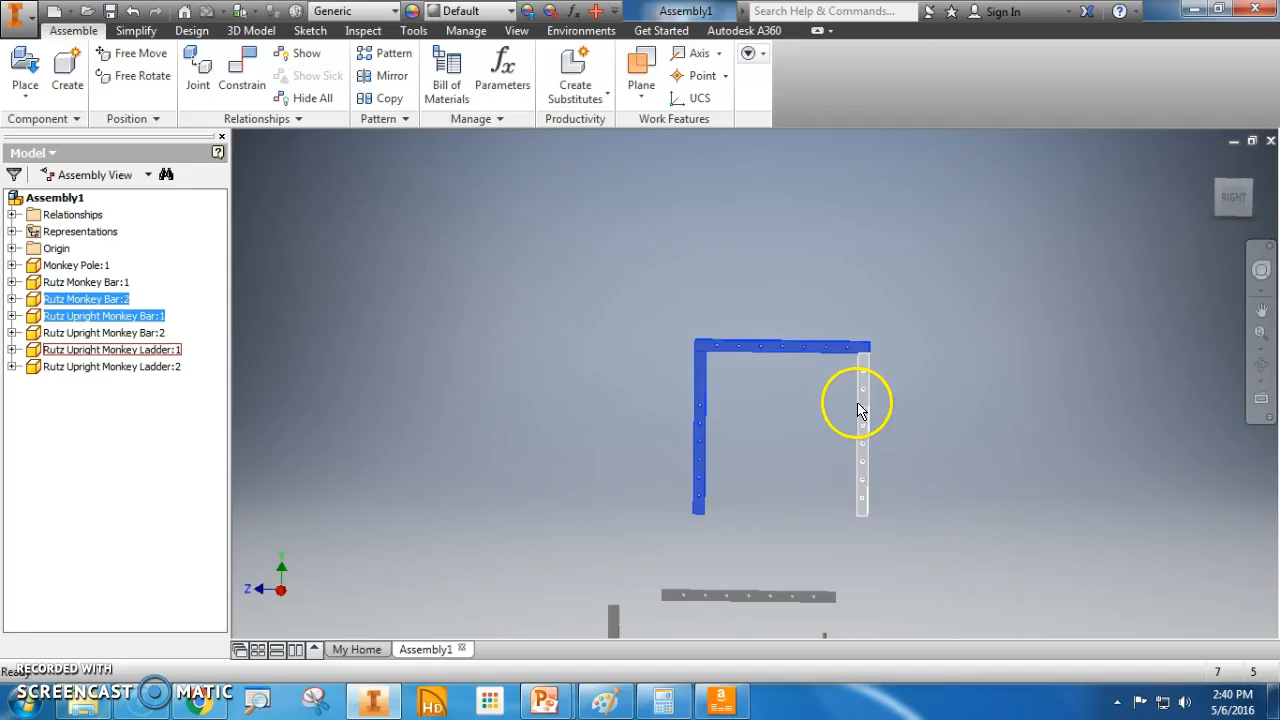 Generic
Default
Assembly1
Search Help & Commands...
Sign In
Assemble Simplify Design 3D Model Sketch Inspect Tools Manage View Environments Get Started Autodesk A360
Place
Create
Free Move
Free Rotate
Joint
Constrain
Show
Show Sick
Hide All
Pattern
Mirror
Copy
Bill of
Materials
Parameters
Create
Substitutes
Plane
Axis
Point
UCS
Component
Position
Relationships
Pattern
Manage
Productivity
Work Features
Model
Assembly View
Assembly1
Relationships
Representations
Origin
Monkey Pole:1
Rutz Monkey Bar:1
Rutz Monkey Bar:2
Rutz Upright Monkey Bar:1
Rutz Upright Monkey Bar:2
Rutz Upright Monkey Ladder:1
Rutz Upright Monkey Ladder:2
RIGHT
Y
Z
My Home
Assembly1
Ready
7 5
RECORDED WITH
SCREENCAST MATIC
HD
2:40 PM
5/6/2016